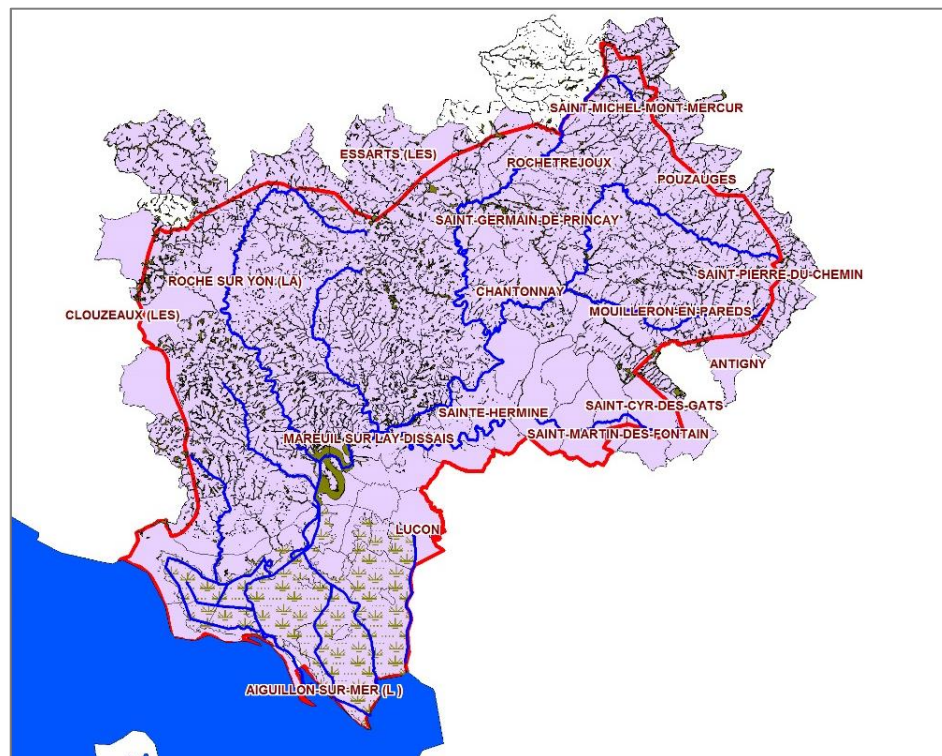 SAINT-MICHEL-MONT-MERCUR
ESSARTS (LES)
ROCHETREJOUX
POUZAUGES
SAINT-GERMAIN-DE-PRINCAY
SAINT-PIERRE-DU-CHEMIN
ROCHE SUR YON (LA)
CHANTONNAY
CLOUZEAUX (LES)
MOUILLERON-EN-PAREDS
ANTIGNY
SAINT-CYR-DES-GATS
SAINTE-HERMINE
SAINT-MARTIN-DES-FONTAIN
MAREUIL SUR LAY-DISSAIS
LUCON
AIGUILLON-SUR-MER (L )